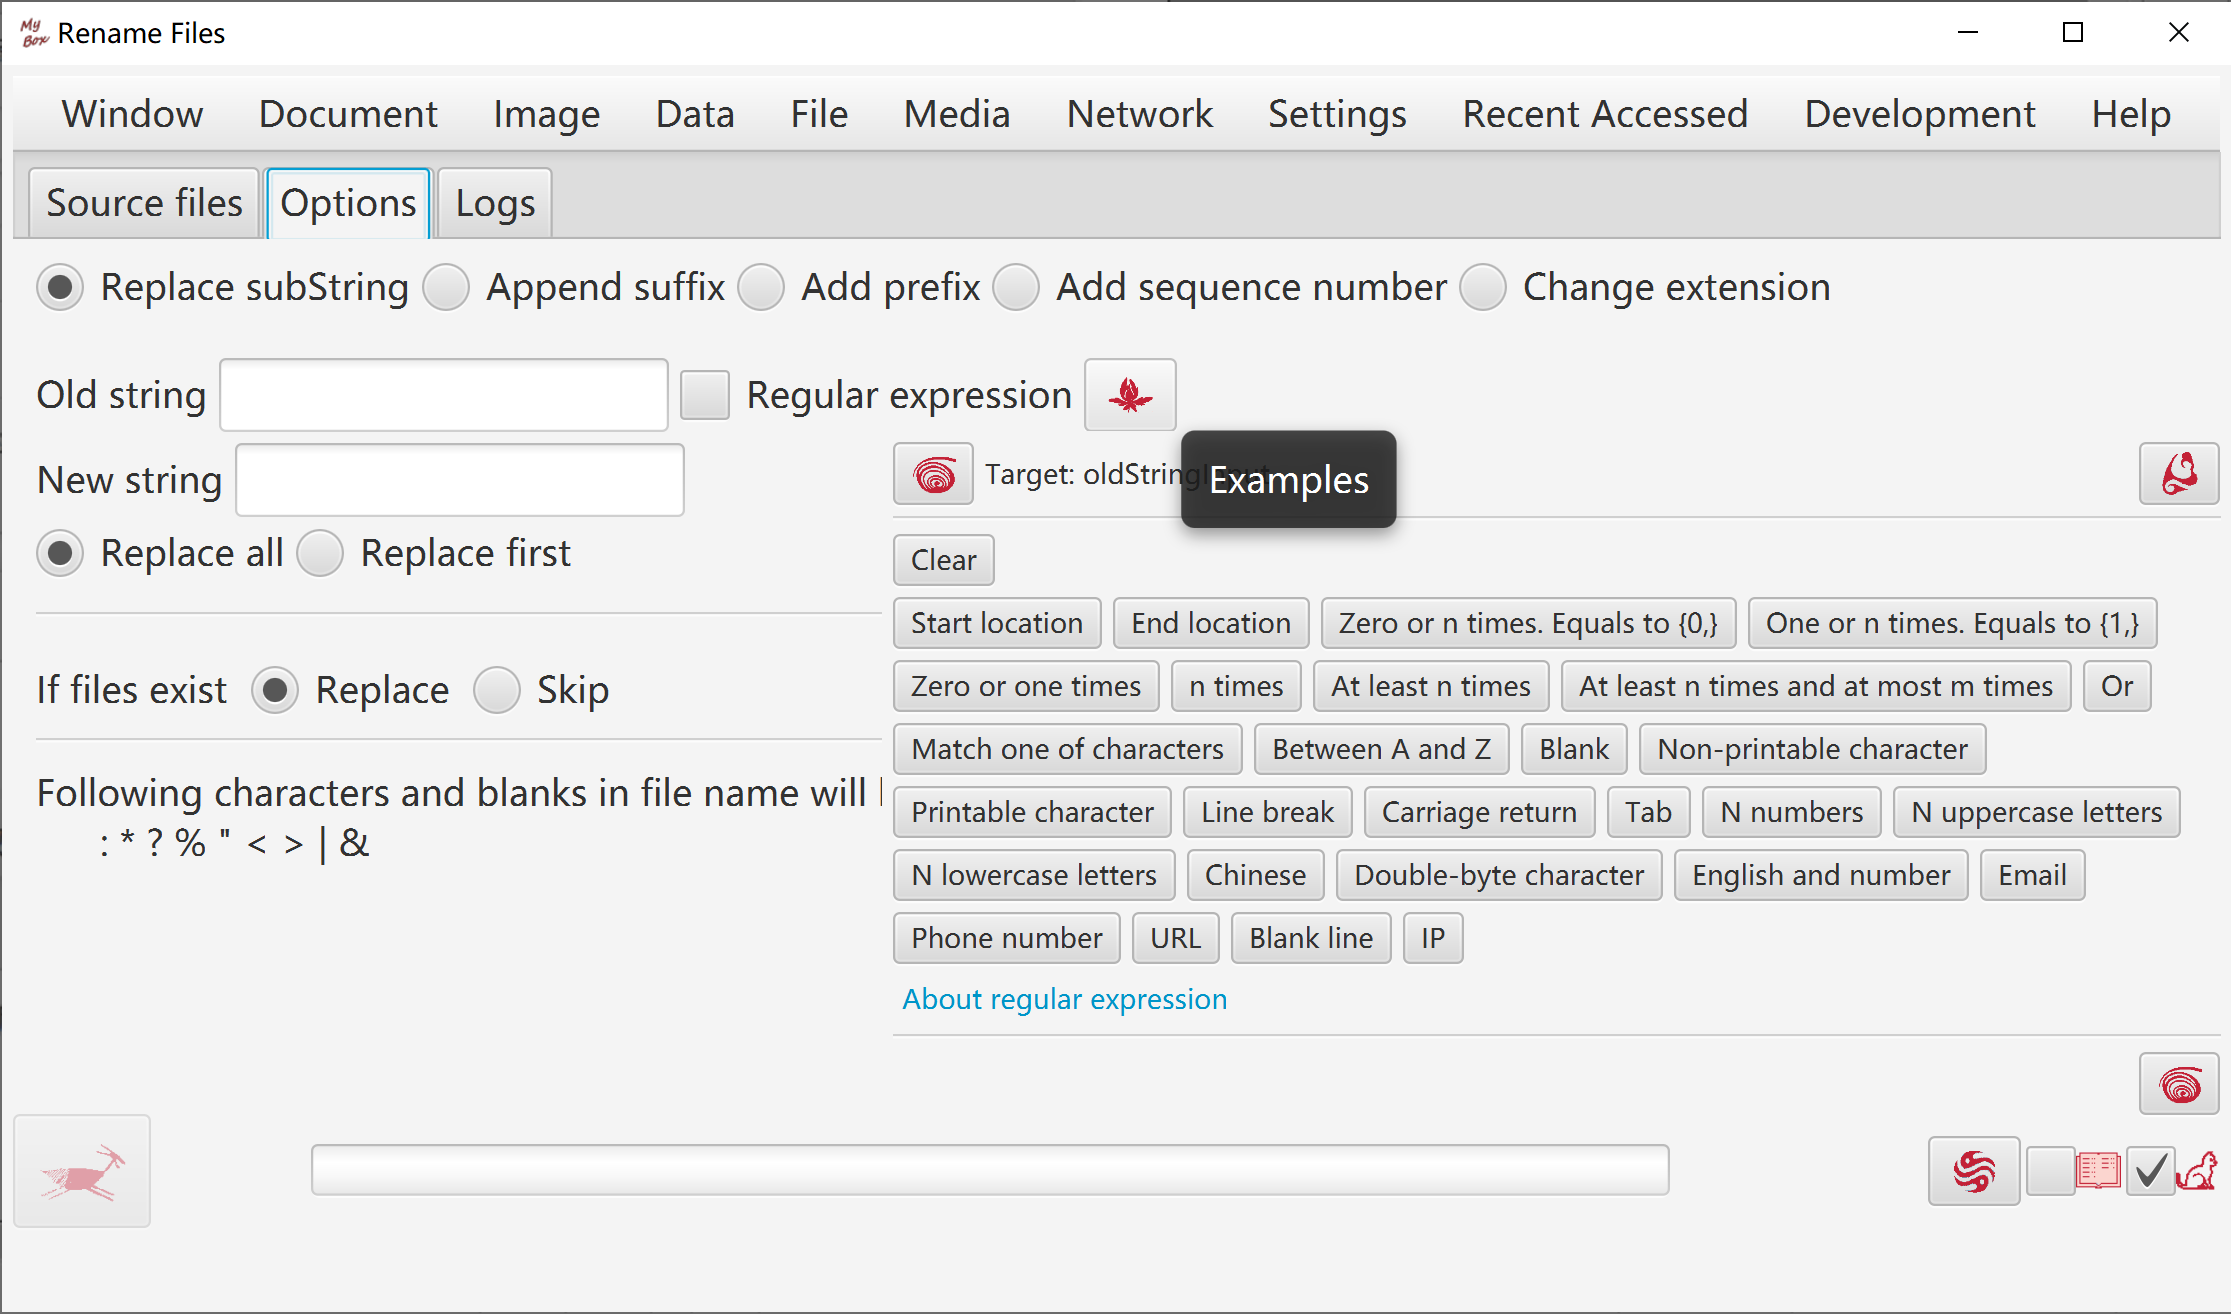 My Box Rename Files
Window Document Image Data File Media Network Settings Recent Accessed Development Help
Source files Options Logs
Replace subString Append suffix Add prefix Add sequence number Change extension
Old string Regular expression
New string
Target: oldStringInput
Examples
Replace all Replace first
Clear
Start location End location Zero or n times. Equals to {0,} One or n times. Equals to {1,}
If files exist Replace Skip
Zero or one times n times At least n times At least n times and at most m times Or
Match one of characters Between A and Z Blank Non-printable character
Following characters and blanks in file name will
: * ? % " < > | &
Printable character Line break Carriage return Tab N numbers N uppercase letters
N lowercase letters Chinese Double-byte character English and number Email
Phone number URL Blank line IP
About regular expression